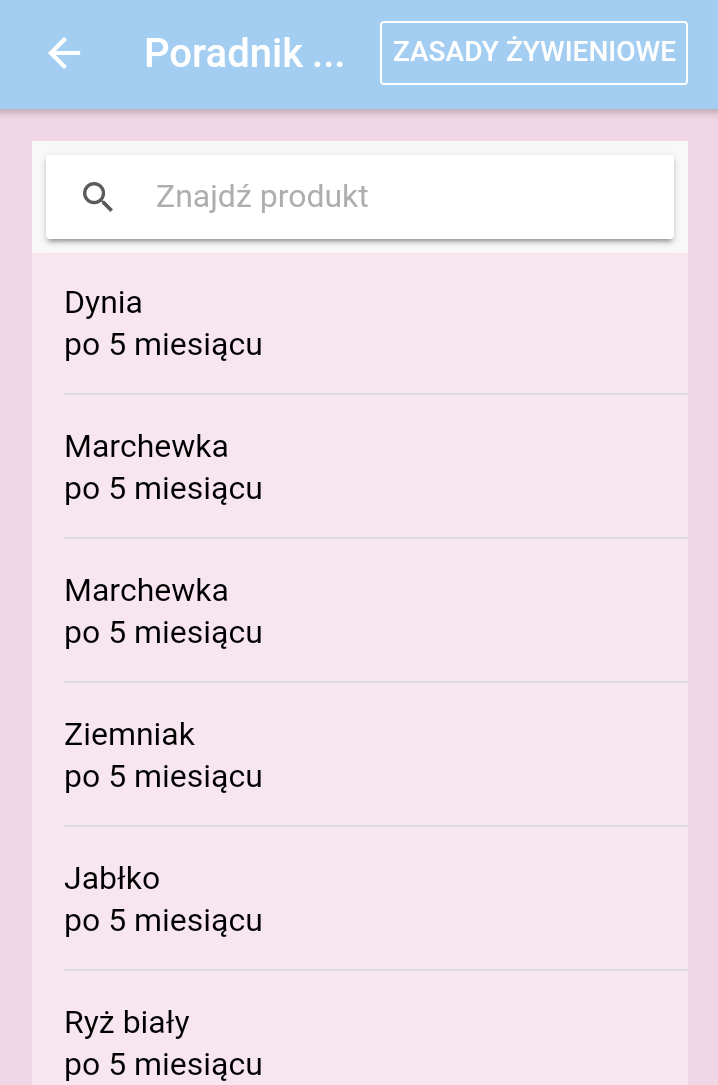 Poradnik ...
ZASADY ŻYWIENIOWE
Znajdź produkt
Dynia
po 5 miesiącu
Marchewka
po 5 miesiącu
Marchewka
po 5 miesiącu
Ziemniak
po 5 miesiącu
Jabłko
po 5 miesiącu
Ryż biały
po 5 miesiącu